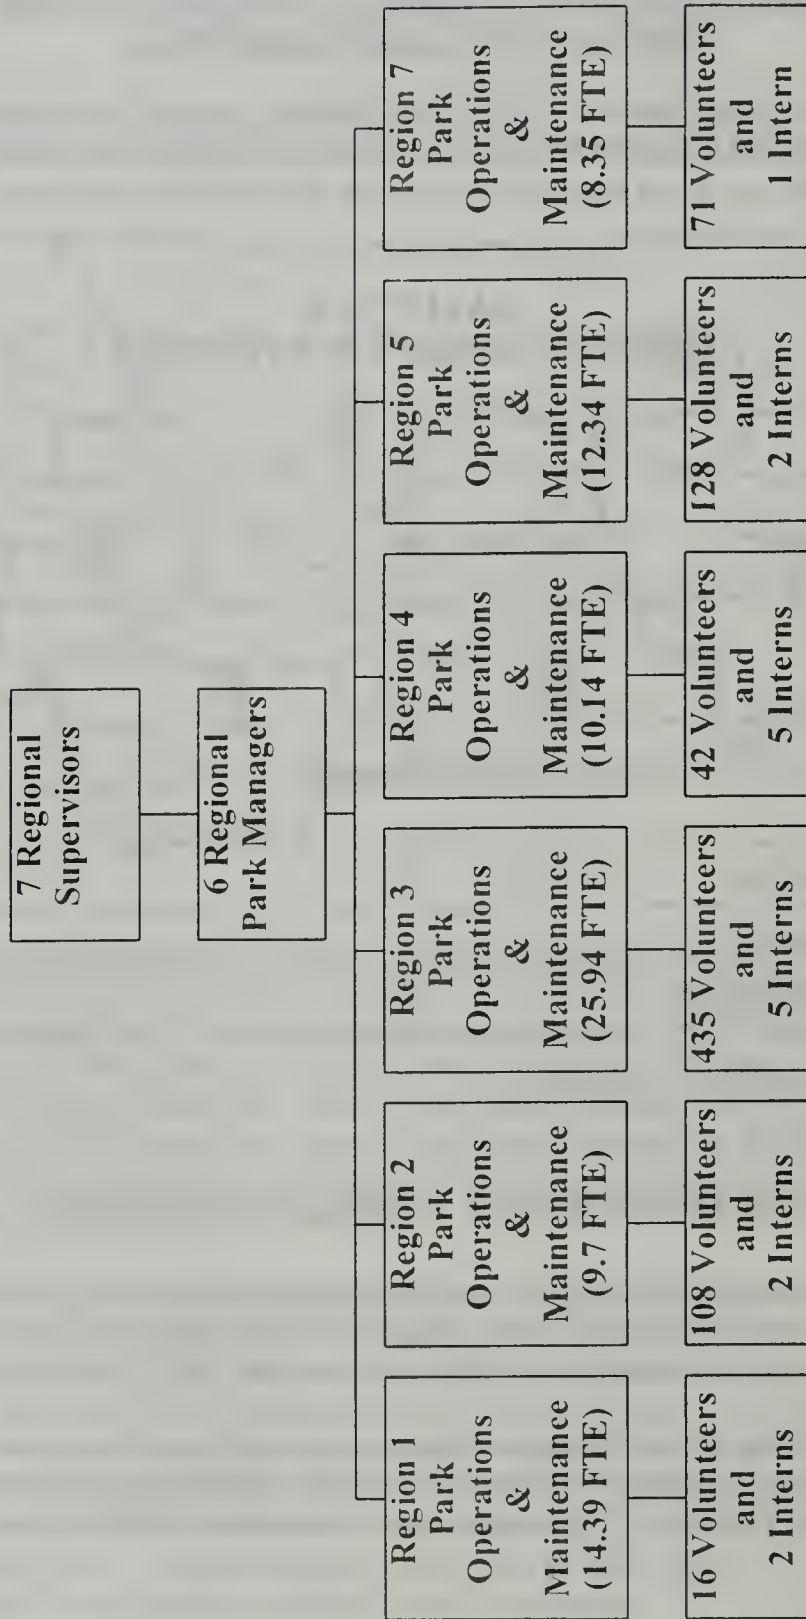 7 Regional
Supervisors
6 Regional
Park Managers
Region 1
Park
Operations
&
Maintenance
(14.39 FTE)
Region 2
Park
Operations
&
Maintenance
(9.7 FTE)
Region 3
Park
Operations
&
Maintenance
(25.94 FTE)
Region 4
Park
Operations
&
Maintenance
(10.14 FTE)
Region 5
Park
Operations
&
Maintenance
(12.34 FTE)
Region 7
Park
Operations
&
Maintenance
(8.35 FTE)
16 Volunteers
and
2 Interns
108 Volunteers
and
2 Interns
435 Volunteers
and
5 Interns
42 Volunteers
and
5 Interns
128 Volunteers
and
2 Interns
71 Volunteers
and
1 Intern